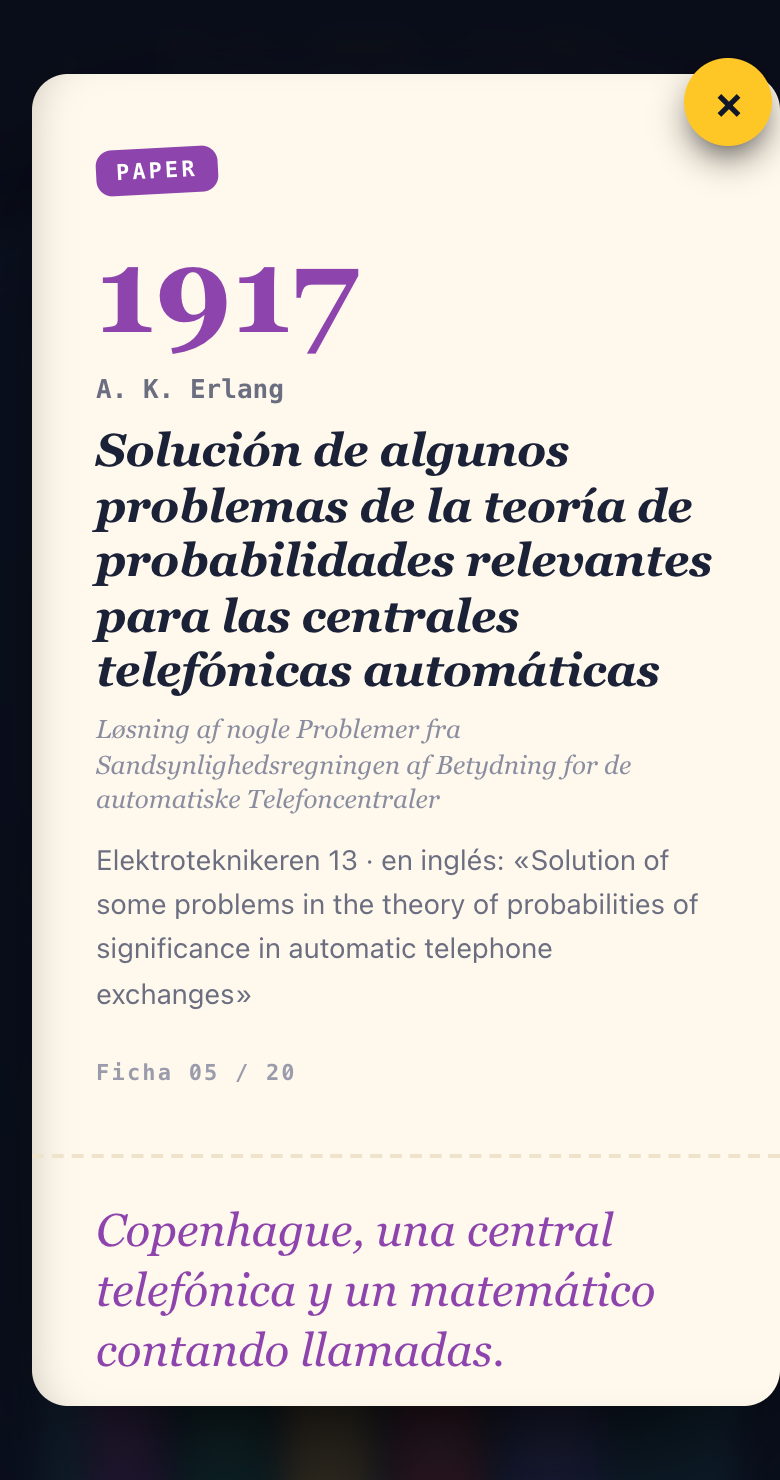 ×
PAPER
1917
A. K. Erlang
Solución de algunos
problemas de la teoría de
probabilidades relevantes
para las centrales
telefónicas automáticas
Løsning af nogle Problemer fra
Sandsynlighedsregningen af Betydning for de
automatiske Telefoncentraler
Elektroteknikeren 13 · en inglés: «Solution of
some problems in the theory of probabilities of
significance in automatic telephone
exchanges»
Ficha 05 / 20
Copenhague, una central
telefónica y un matemático
contando llamadas.